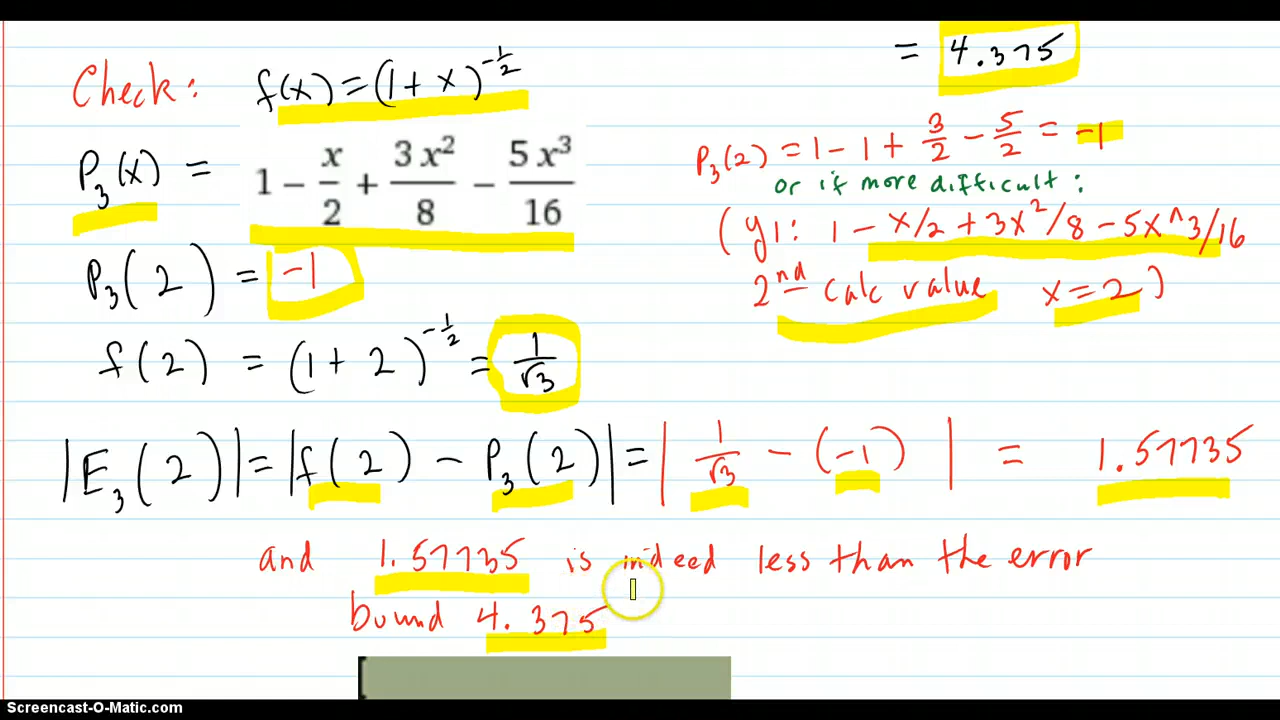 = 4.375
Check: f(x) = (1 + x)^-1/2
P₃(x) = 1 − x/2 + 3x²/8 − 5x³/16
P₃(2) = 1 − 1 + 3/2 − 5/2 = −1
or if more difficult:
(y1: 1 − x/2 + 3x²/8 − 5x^3/16
2nd calc value x = 2)
P₃(2) = −1
f(2) = (1 + 2)^-1/2 = 1/√3
|E₃(2)| = |f(2) − P₃(2)| = |1/√3 − (−1)| = 1.57735
and 1.57735 is indeed less than the error
bound 4.375
Screencast-O-Matic.com